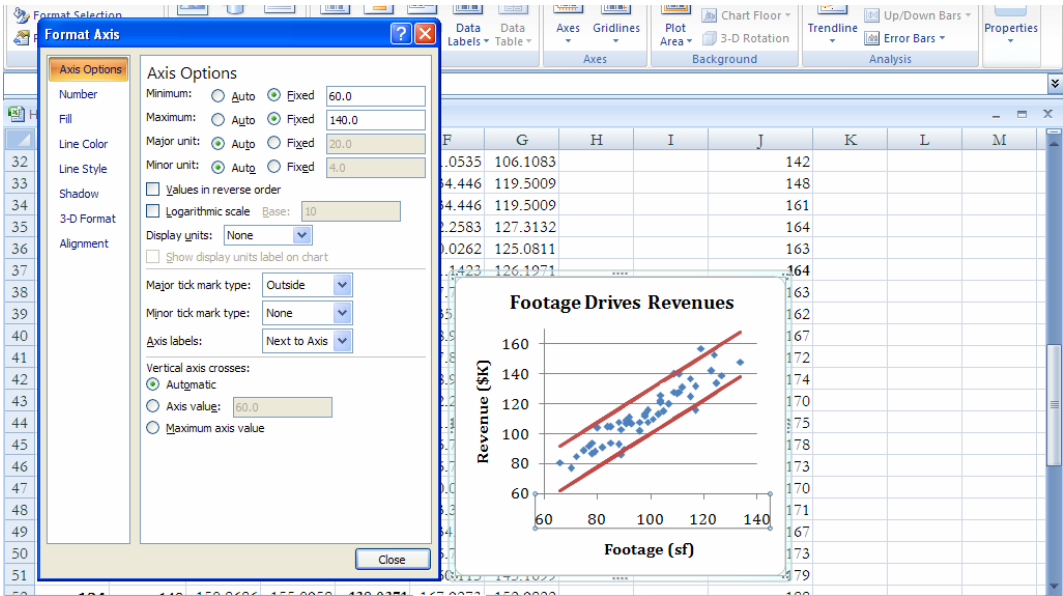 Format Selection
Data Labels
Data Table
Axes
Gridlines
Plot Area
Chart Floor
3-D Rotation
Trendline
Up/Down Bars
Error Bars
Properties
Axes
Background
Analysis
Format Axis
Axis Options
Number
Fill
Line Color
Line Style
Shadow
3-D Format
Alignment
Axis Options
Minimum: Auto Fixed 60.0
Maximum: Auto Fixed 140.0
Major unit: Auto Fixed 20.0
Minor unit: Auto Fixed 4.0
Values in reverse order
Logarithmic scale Base: 10
Display units: None
Show display units label on chart
Major tick mark type: Outside
Minor tick mark type: None
Axis labels: Next to Axis
Vertical axis crosses:
Automatic
Axis value: 60.0
Maximum axis value
Close
F G H I J K L M
32 .0535 106.1083 142
33 4.446 119.5009 148
34 4.446 119.5009 161
35 .2583 127.3132 164
36 .0262 125.0811 163
37 .1423 126.1971 164
38 163
39 162
40 167
41 172
42 174
43 170
44 175
45 178
46 173
47 170
48 171
49 167
50 173
51 179
Footage Drives Revenues
Revenue ($K)
160
140
120
100
80
60
60 80 100 120 140
Footage (sf)